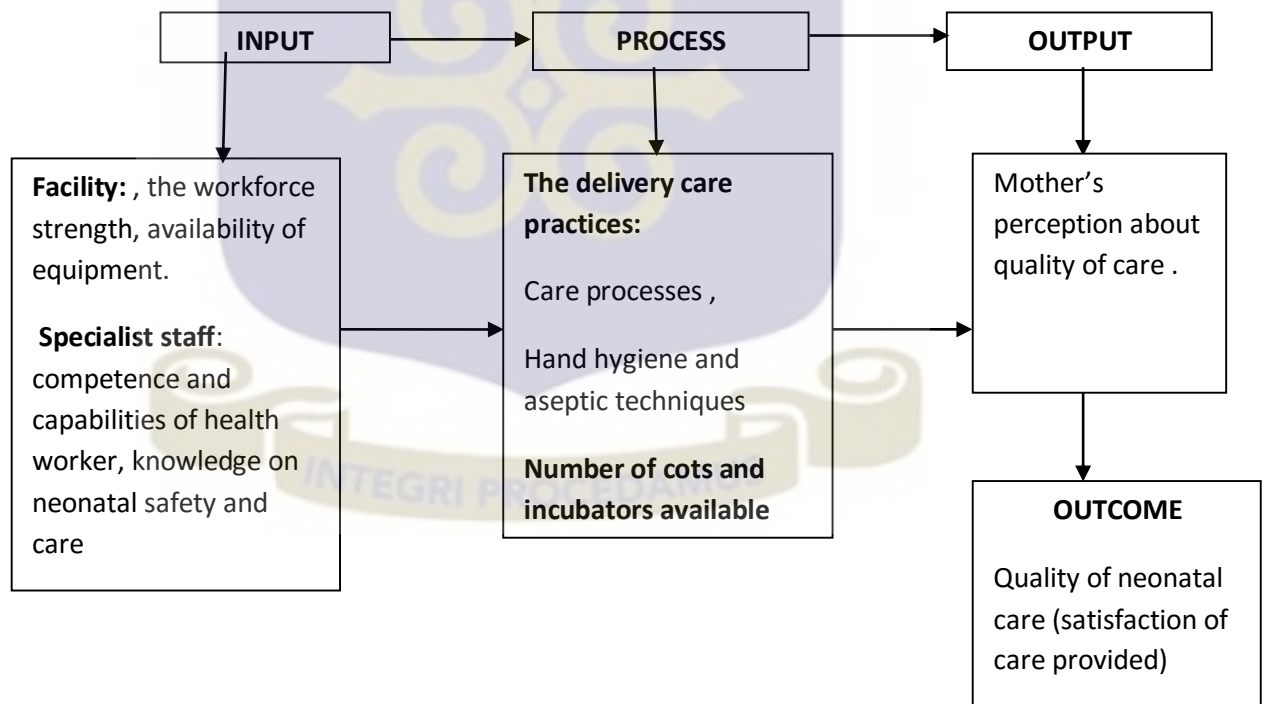 INPUT
PROCESS
OUTPUT
Facility: , the workforce
strength, availability of
equipment.
Specialist staff:
competence and
capabilities of health
worker, knowledge on
neonatal safety and
care
The delivery care
practices:
Care processes ,
Hand hygiene and
aseptic techniques
Number of cots and
incubators available
Mother’s
perception about
quality of care .
OUTCOME
Quality of neonatal
care (satisfaction of
care provided)
INTEGRI PROCEDAMUS